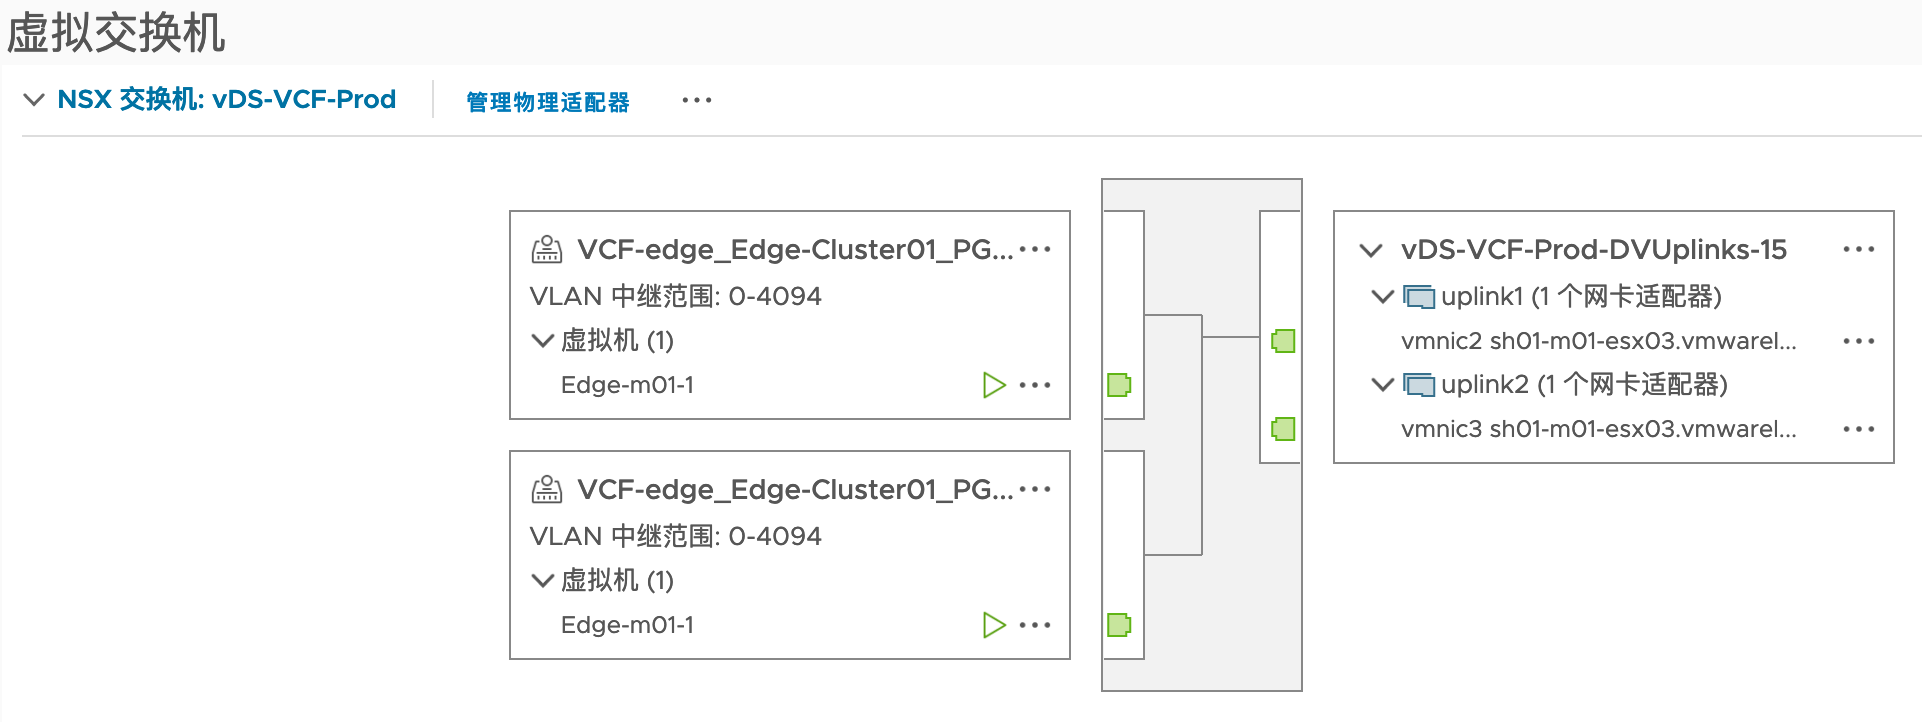 虚拟交换机
NSX 交换机: vDS-VCF-Prod
管理物理适配器
VCF-edge_Edge-Cluster01_PG...
VLAN 中继范围: 0-4094
虚拟机 (1)
Edge-m01-1
VCF-edge_Edge-Cluster01_PG...
VLAN 中继范围: 0-4094
虚拟机 (1)
Edge-m01-1
vDS-VCF-Prod-DVUplinks-15
uplink1 (1 个网卡适配器)
vmnic2 sh01-m01-esx03.vmwarel...
uplink2 (1 个网卡适配器)
vmnic3 sh01-m01-esx03.vmwarel...